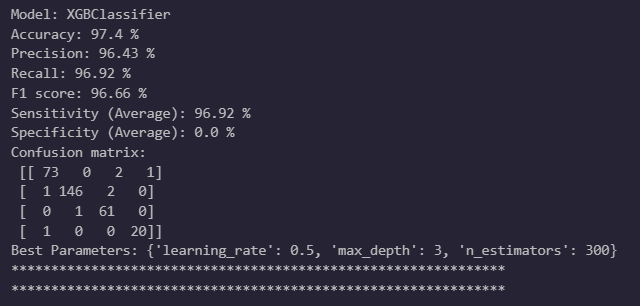 Model: XGBClassifier
Accuracy: 97.4 %
Precision: 96.43 %
Recall: 96.92 %
F1 score: 96.66 %
Sensitivity (Average): 96.92 %
Specificity (Average): 0.0 %
Confusion matrix:
[[ 73   0   2   1]
[  1 146   2   0]
[  0   1  61   0]
[  1   0   0  20]]
Best Parameters: {'learning_rate': 0.5, 'max_depth': 3, 'n_estimators': 300}
***************************************************************
***************************************************************